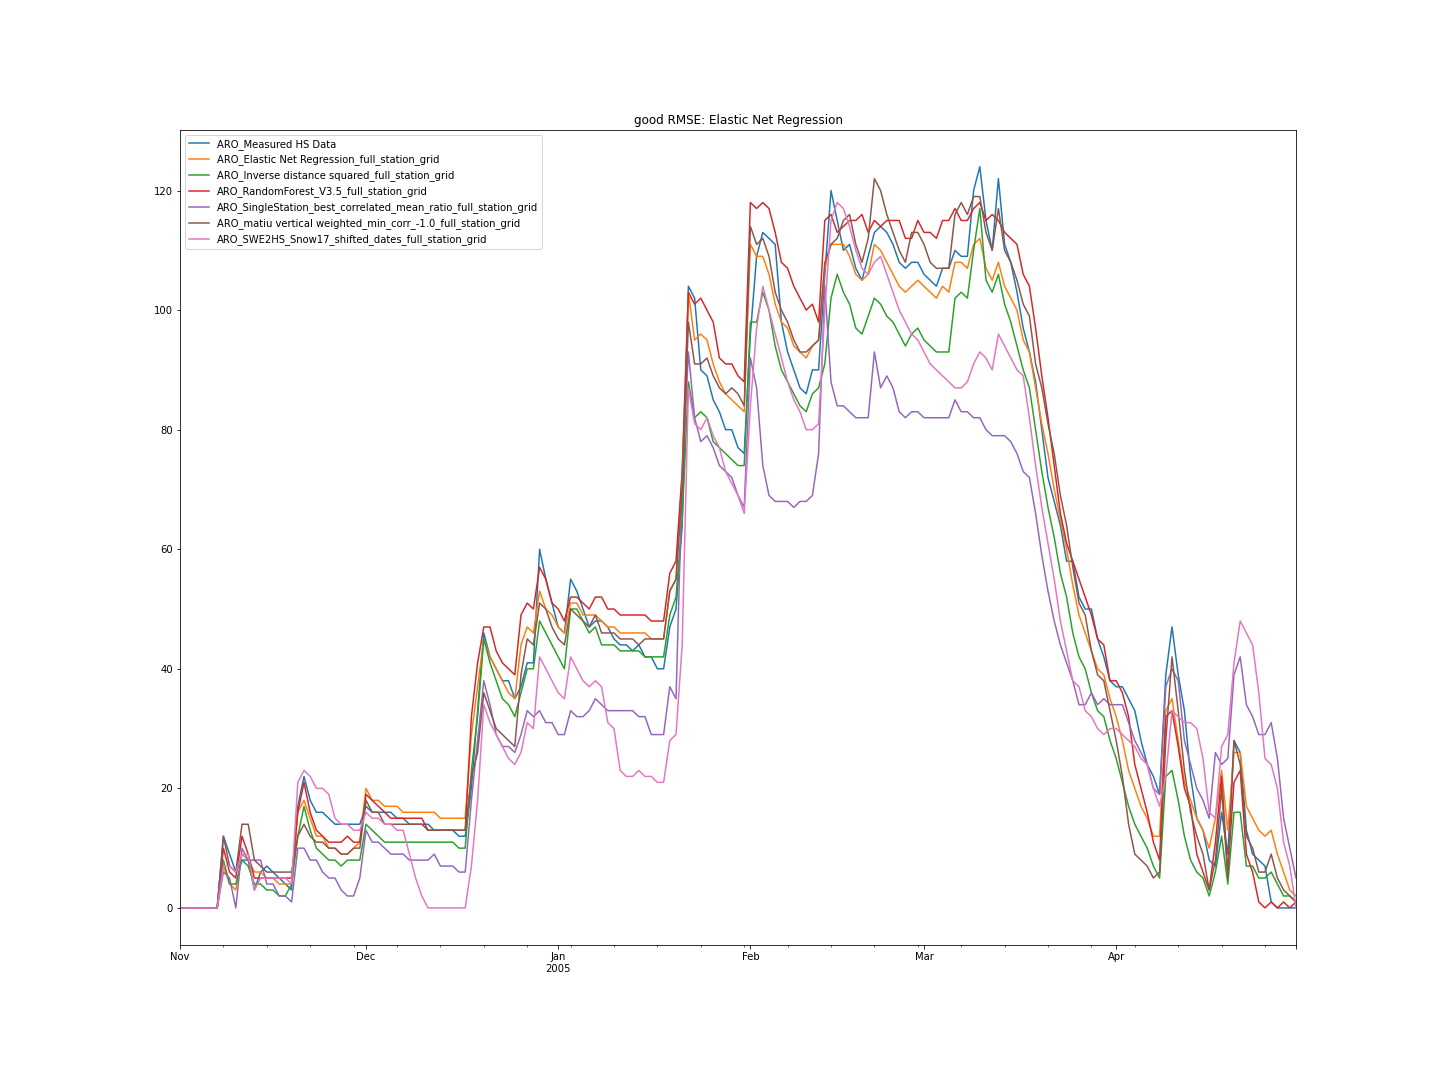 good RMSE: Elastic Net Regression
ARO_Measured HS Data
ARO_Elastic Net Regression_full_station_grid
ARO_Inverse distance squared_full_station_grid
ARO_RandomForest_V3.5_full_station_grid
ARO_SingleStation_best_correlated_mean_ratio_full_station_grid
ARO_matiu vertical weighted_min_corr_-1.0_full_station_grid
ARO_SWE2HS_Snow17_shifted_dates_full_station_grid
120
100
80
60
40
20
0
Nov Dec Jan Feb Mar Apr
2005